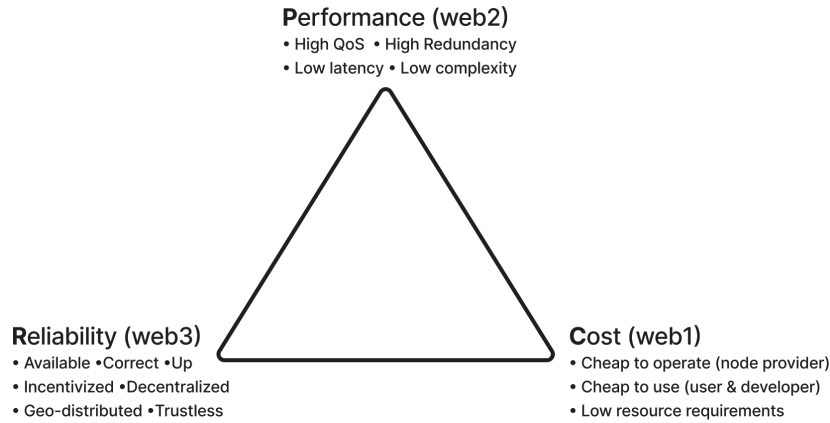 Performance (web2)
• High QoS • High Redundancy
• Low latency • Low complexity
Reliability (web3)
• Available •Correct •Up
• Incentivized •Decentralized
• Geo-distributed •Trustless
Cost (web1)
• Cheap to operate (node provider)
• Cheap to use (user & developer)
• Low resource requirements